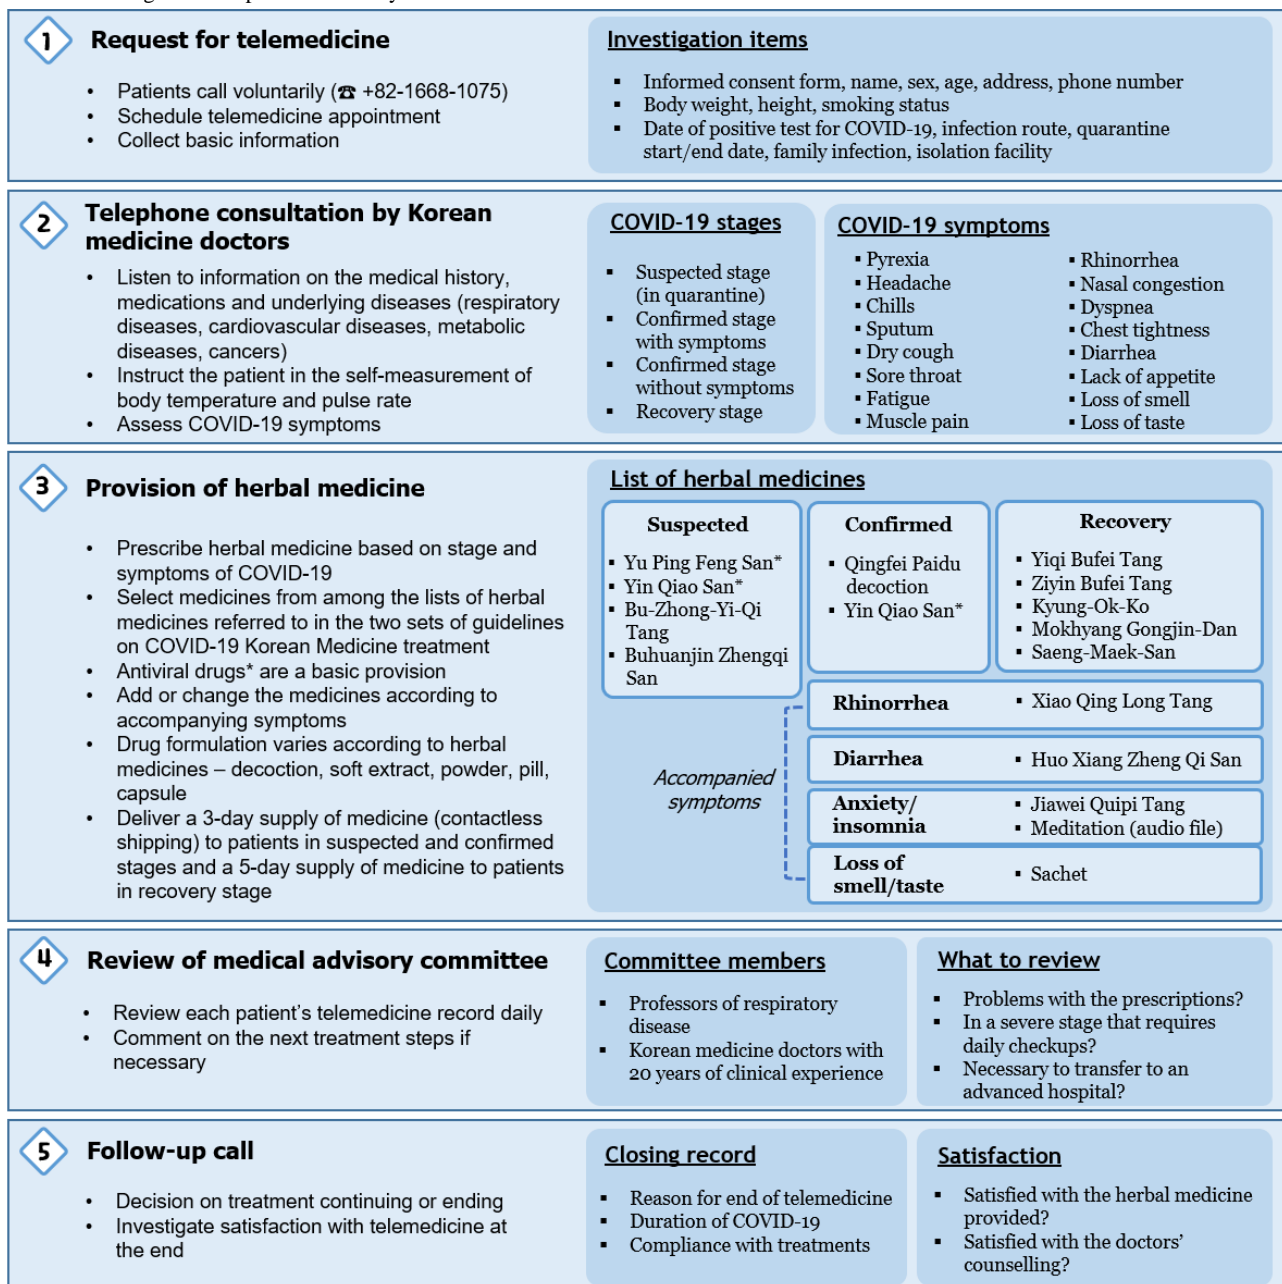 1
Request for telemedicine
• Patients call voluntarily (☎ +82-1668-1075)
• Schedule telemedicine appointment
• Collect basic information
Investigation items
▪ Informed consent form, name, sex, age, address, phone number
▪ Body weight, height, smoking status
▪ Date of positive test for COVID-19, infection route, quarantine
start/end date, family infection, isolation facility
2
Telephone consultation by Korean
medicine doctors
• Listen to information on the medical history,
medications and underlying diseases (respiratory
diseases, cardiovascular diseases, metabolic
diseases, cancers)
• Instruct the patient in the self-measurement of
body temperature and pulse rate
• Assess COVID-19 symptoms
COVID-19 stages
▪ Suspected stage
(in quarantine)
▪ Confirmed stage
with symptoms
▪ Confirmed stage
without symptoms
▪ Recovery stage
COVID-19 symptoms
▪ Pyrexia
▪ Headache
▪ Chills
▪ Sputum
▪ Dry cough
▪ Sore throat
▪ Fatigue
▪ Muscle pain
▪ Rhinorrhea
▪ Nasal congestion
▪ Dyspnea
▪ Chest tightness
▪ Diarrhea
▪ Lack of appetite
▪ Loss of smell
▪ Loss of taste
3
Provision of herbal medicine
• Prescribe herbal medicine based on stage and
symptoms of COVID-19
• Select medicines from among the lists of herbal
medicines referred to in the two sets of guidelines
on COVID-19 Korean Medicine treatment
• Antiviral drugs* are a basic provision
• Add or change the medicines according to
accompanying symptoms
• Drug formulation varies according to herbal
medicines – decoction, soft extract, powder, pill,
capsule
• Deliver a 3-day supply of medicine (contactless
shipping) to patients in suspected and confirmed
stages and a 5-day supply of medicine to patients
in recovery stage
List of herbal medicines
Suspected
▪ Yu Ping Feng San*
▪ Yin Qiao San*
▪ Bu-Zhong-Yi-Qi
Tang
▪ Buhuanjin Zhengqi
San
Confirmed
▪ Qingfei Paidu
decoction
▪ Yin Qiao San*
Recovery
▪ Yiqi Bufei Tang
▪ Ziyin Bufei Tang
▪ Kyung-Ok-Ko
▪ Mokhyang Gongjin-Dan
▪ Saeng-Maek-San
Accompanied
symptoms
Rhinorrhea
▪ Xiao Qing Long Tang
Diarrhea
▪ Huo Xiang Zheng Qi San
Anxiety/
insomnia
▪ Jiawei Quipi Tang
▪ Meditation (audio file)
Loss of
smell/taste
▪ Sachet
4
Review of medical advisory committee
• Review each patient’s telemedicine record daily
• Comment on the next treatment steps if
necessary
Committee members
▪ Professors of respiratory
disease
▪ Korean medicine doctors with
20 years of clinical experience
What to review
▪ Problems with the prescriptions?
▪ In a severe stage that requires
daily checkups?
▪ Necessary to transfer to an
advanced hospital?
5
Follow-up call
• Decision on treatment continuing or ending
• Investigate satisfaction with telemedicine at
the end
Closing record
▪ Reason for end of telemedicine
▪ Duration of COVID-19
▪ Compliance with treatments
Satisfaction
▪ Satisfied with the herbal medicine
provided?
▪ Satisfied with the doctors’
counselling?